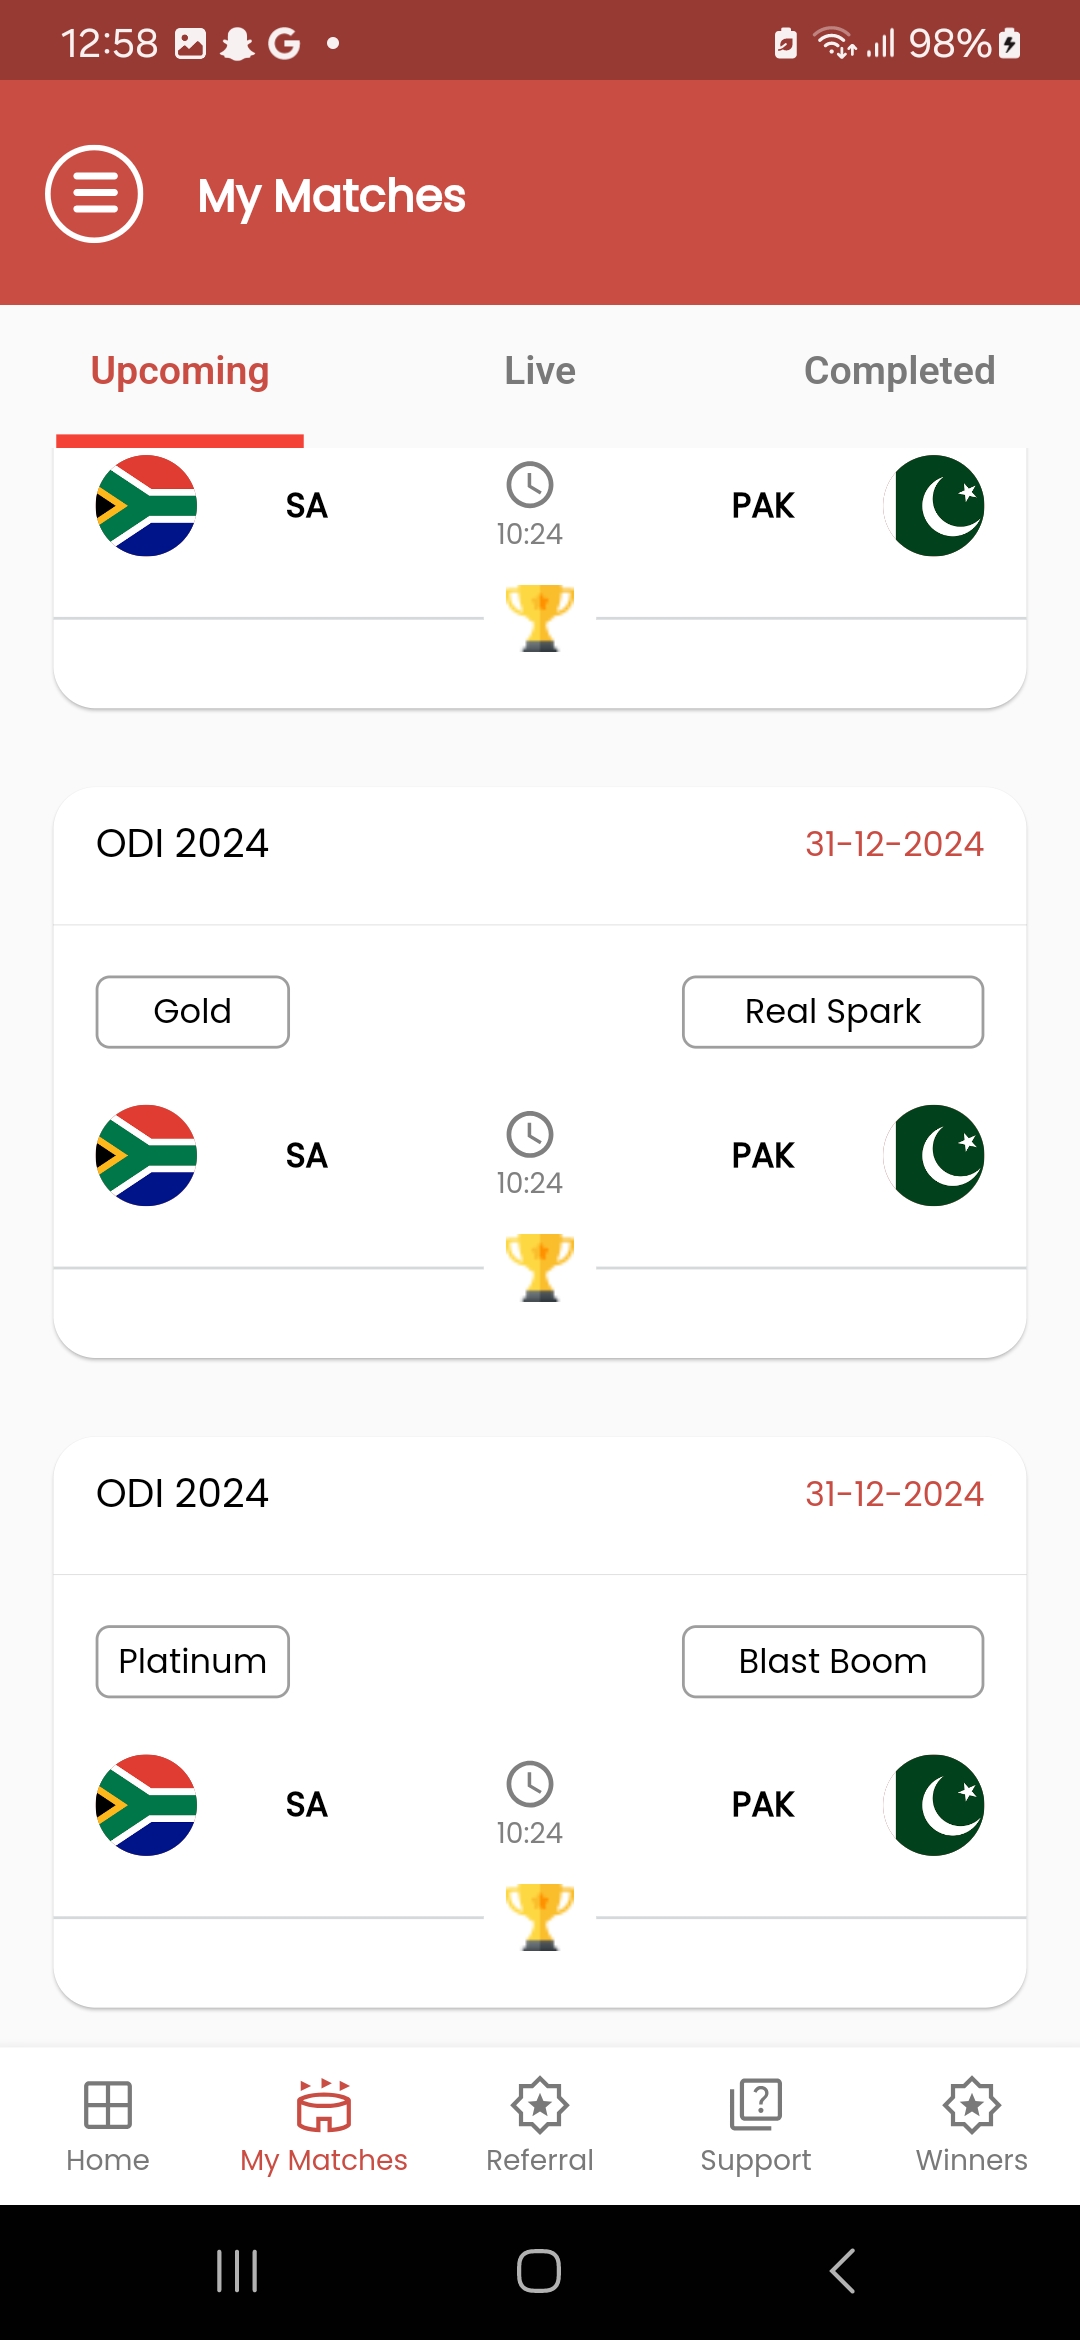 12:58 98%
My Matches
Upcoming Live Completed
SA 10:24 PAK
ODI 2024 31-12-2024
Gold Real Spark
SA 10:24 PAK
ODI 2024 31-12-2024
Platinum Blast Boom
SA 10:24 PAK
Home My Matches Referral Support Winners